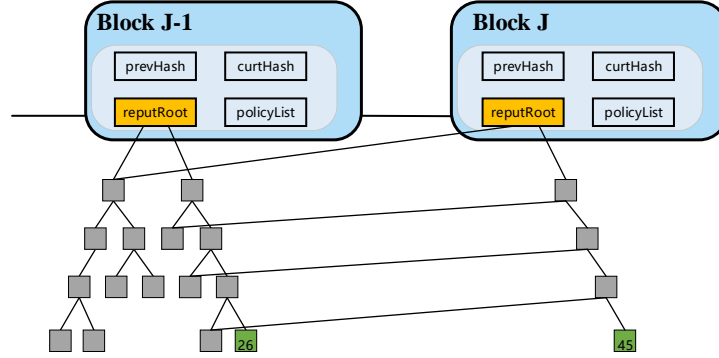 Block J-1
prevHash
curtHash
reputRoot
policyList
Block J
prevHash
curtHash
reputRoot
policyList
26
45